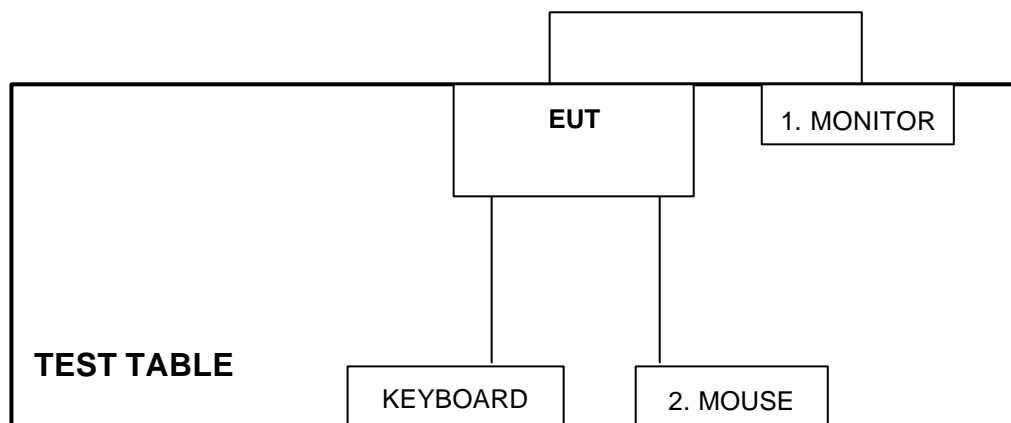 EUT
1. MONITOR
TEST TABLE
KEYBOARD
2. MOUSE